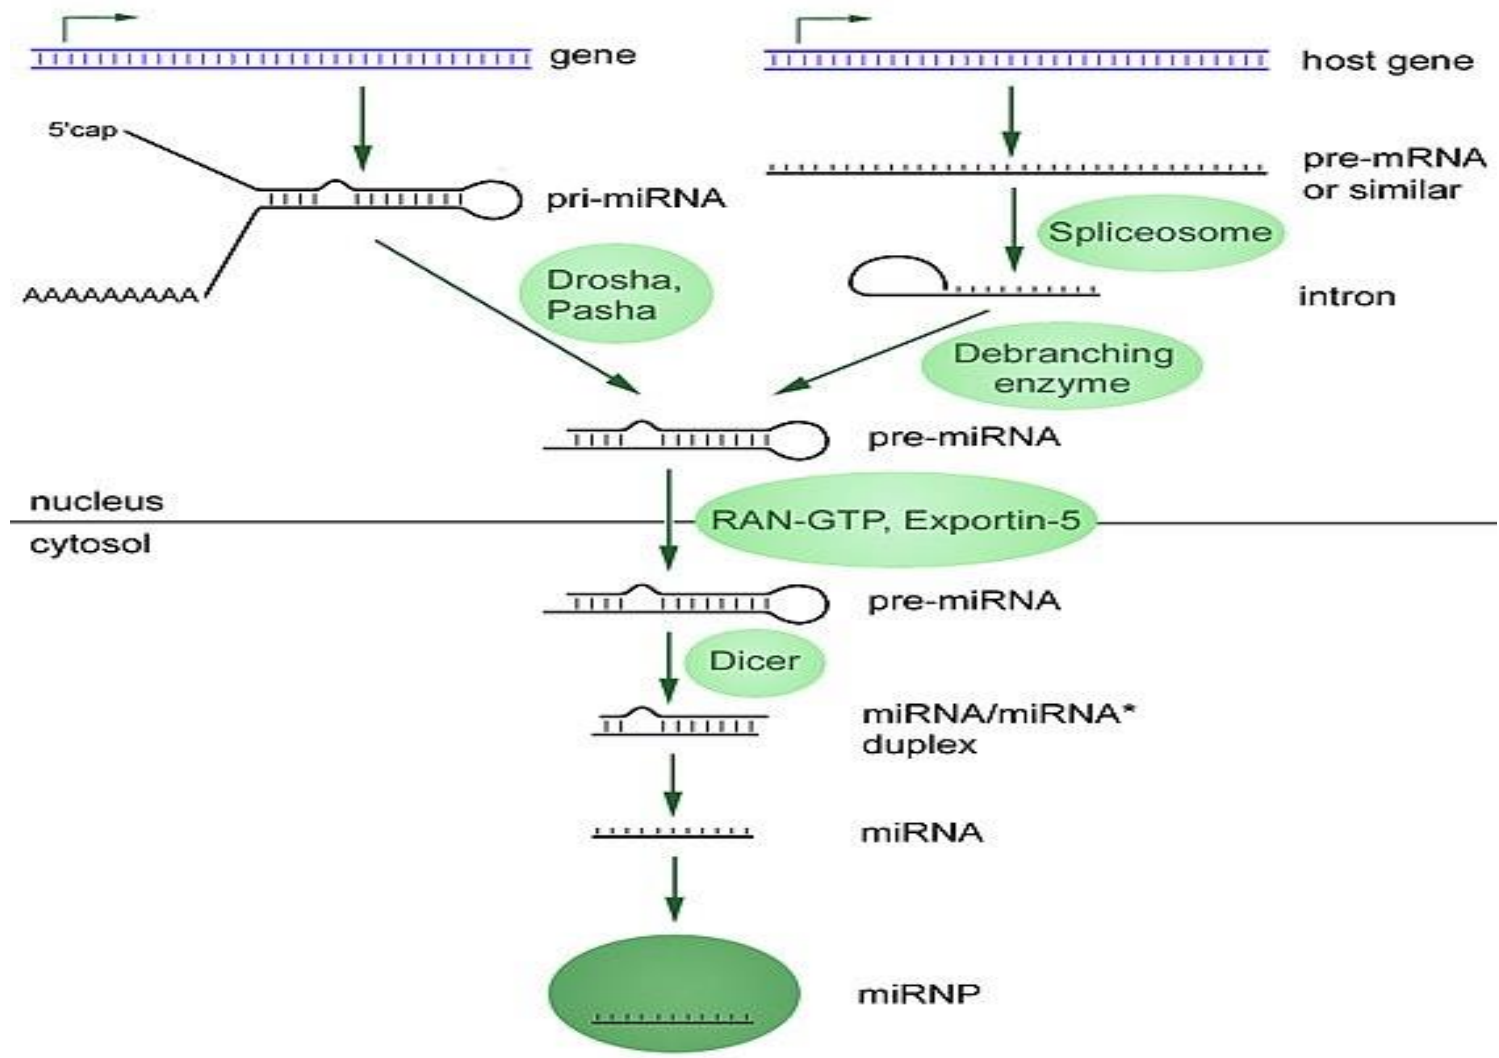 gene
host gene
5'cap
pri-miRNA
pre-mRNA
or similar
Spliceosome
Drosha,
Pasha
AAAAAAAAA
intron
Debranching
enzyme
pre-miRNA
nucleus
RAN-GTP, Exportin-5
cytosol
pre-miRNA
Dicer
miRNA/miRNA*
duplex
miRNA
miRNP